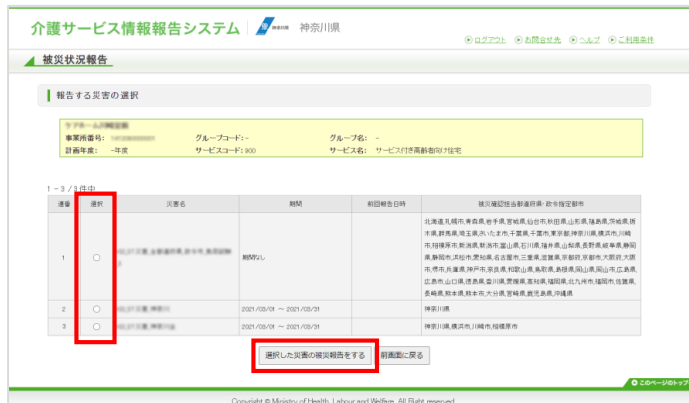 介護サービス情報報告システム 神奈川県
ログアウト お問合せ先 ヘルプ ご利用条件
被災状況報告
報告する災害の選択
事業所番号: グループコード: - グループ名: -
計画年度: -年度 サービスコード: 900 サービス名: サービス付き高齢者向け住宅
1 - 3 / 3件中
連番 選択 災害名 期間 前回報告日時 被災確認担当都道府県・政令指定都市
北海道,札幌市,青森県,岩手県,宮城県,仙台市,秋田県,山形県,福島県,茨城県,栃
木県,群馬県,埼玉県,さいたま市,千葉県,千葉市,東京都,神奈川県,横浜市,川崎
市,相模原市,新潟県,新潟市,富山県,石川県,福井県,山梨県,長野県,岐阜県,静岡
1 期間なし 県,静岡市,浜松市,愛知県,名古屋市,三重県,滋賀県,京都府,京都市,大阪府,大阪
市,堺市,兵庫県,神戸市,奈良県,和歌山県,鳥取県,島根県,岡山県,岡山市,広島県,
広島市,山口県,徳島県,香川県,愛媛県,高知県,福岡県,北九州市,福岡市,佐賀県,
長崎県,熊本県,熊本市,大分県,宮崎県,鹿児島県,沖縄県
2 2021/03/01 ～ 2021/03/31 神奈川県
3 2021/03/01 ～ 2021/03/31 神奈川県,横浜市,川崎市,相模原市
選択した災害の被災報告をする 前画面に戻る
このページのトップ
Copyright © Ministry of Health, Labour and Welfare, All Right reserved.